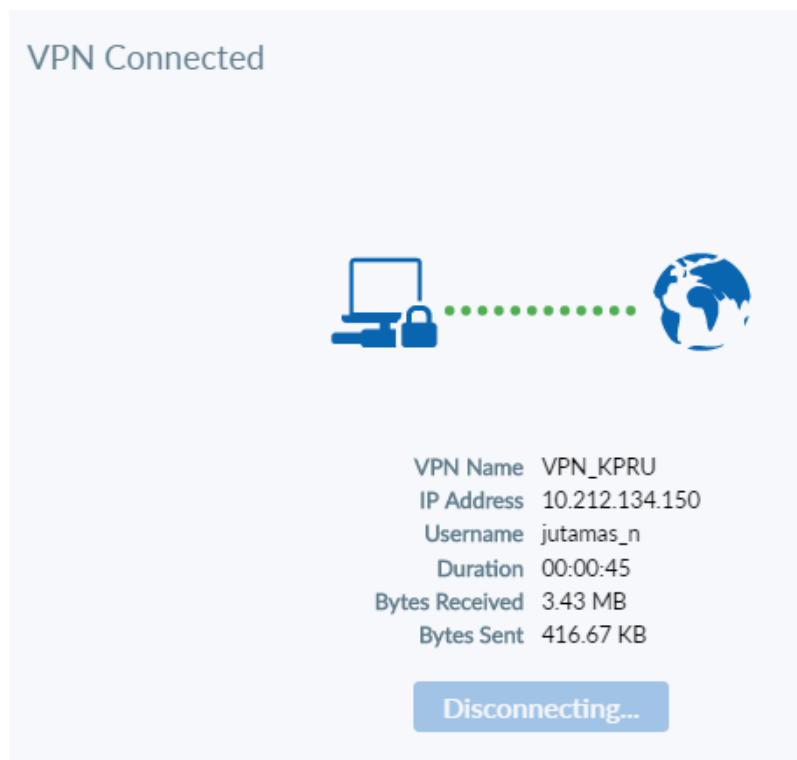 VPN Connected
VPN Name VPN_KPRU
IP Address 10.212.134.150
Username jutamas_n
Duration 00:00:45
Bytes Received 3.43 MB
Bytes Sent 416.67 KB
Disconnecting...